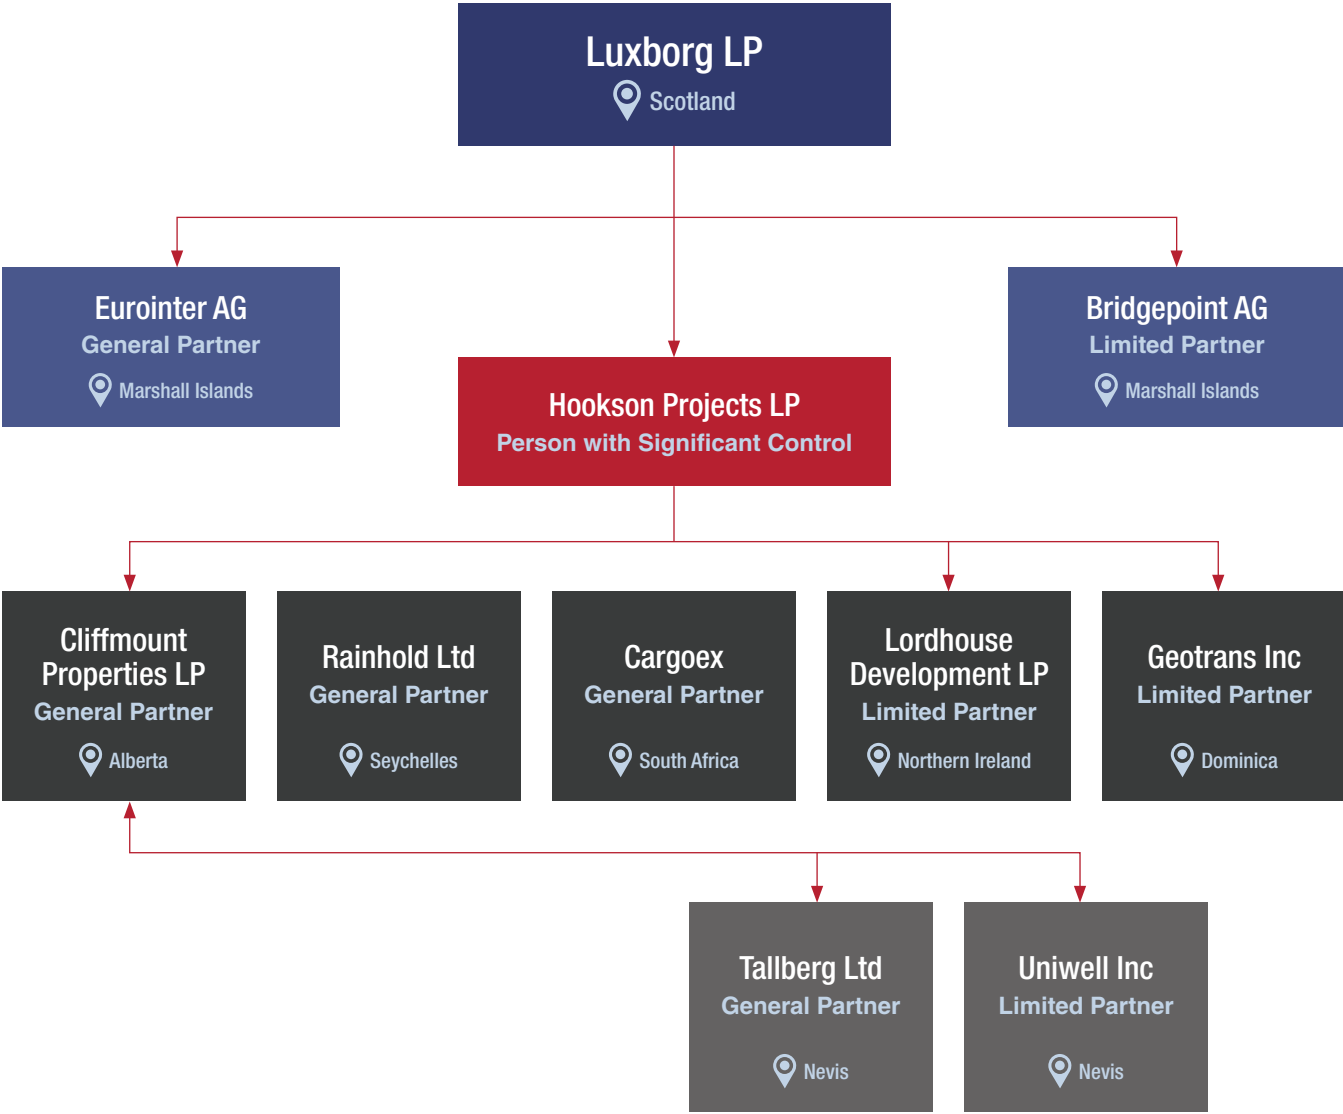 Luxborg LP
Scotland
Eurointer AG
General Partner
Marshall Islands
Bridgepoint AG
Limited Partner
Marshall Islands
Hookson Projects LP
Person with Significant Control
Cliffmount
Properties LP
General Partner
Alberta
Rainhold Ltd
General Partner
Seychelles
Cargoex
General Partner
South Africa
Lordhouse
Development LP
Limited Partner
Northern Ireland
Geotrans Inc
Limited Partner
Dominica
Tallberg Ltd
General Partner
Nevis
Uniwell Inc
Limited Partner
Nevis